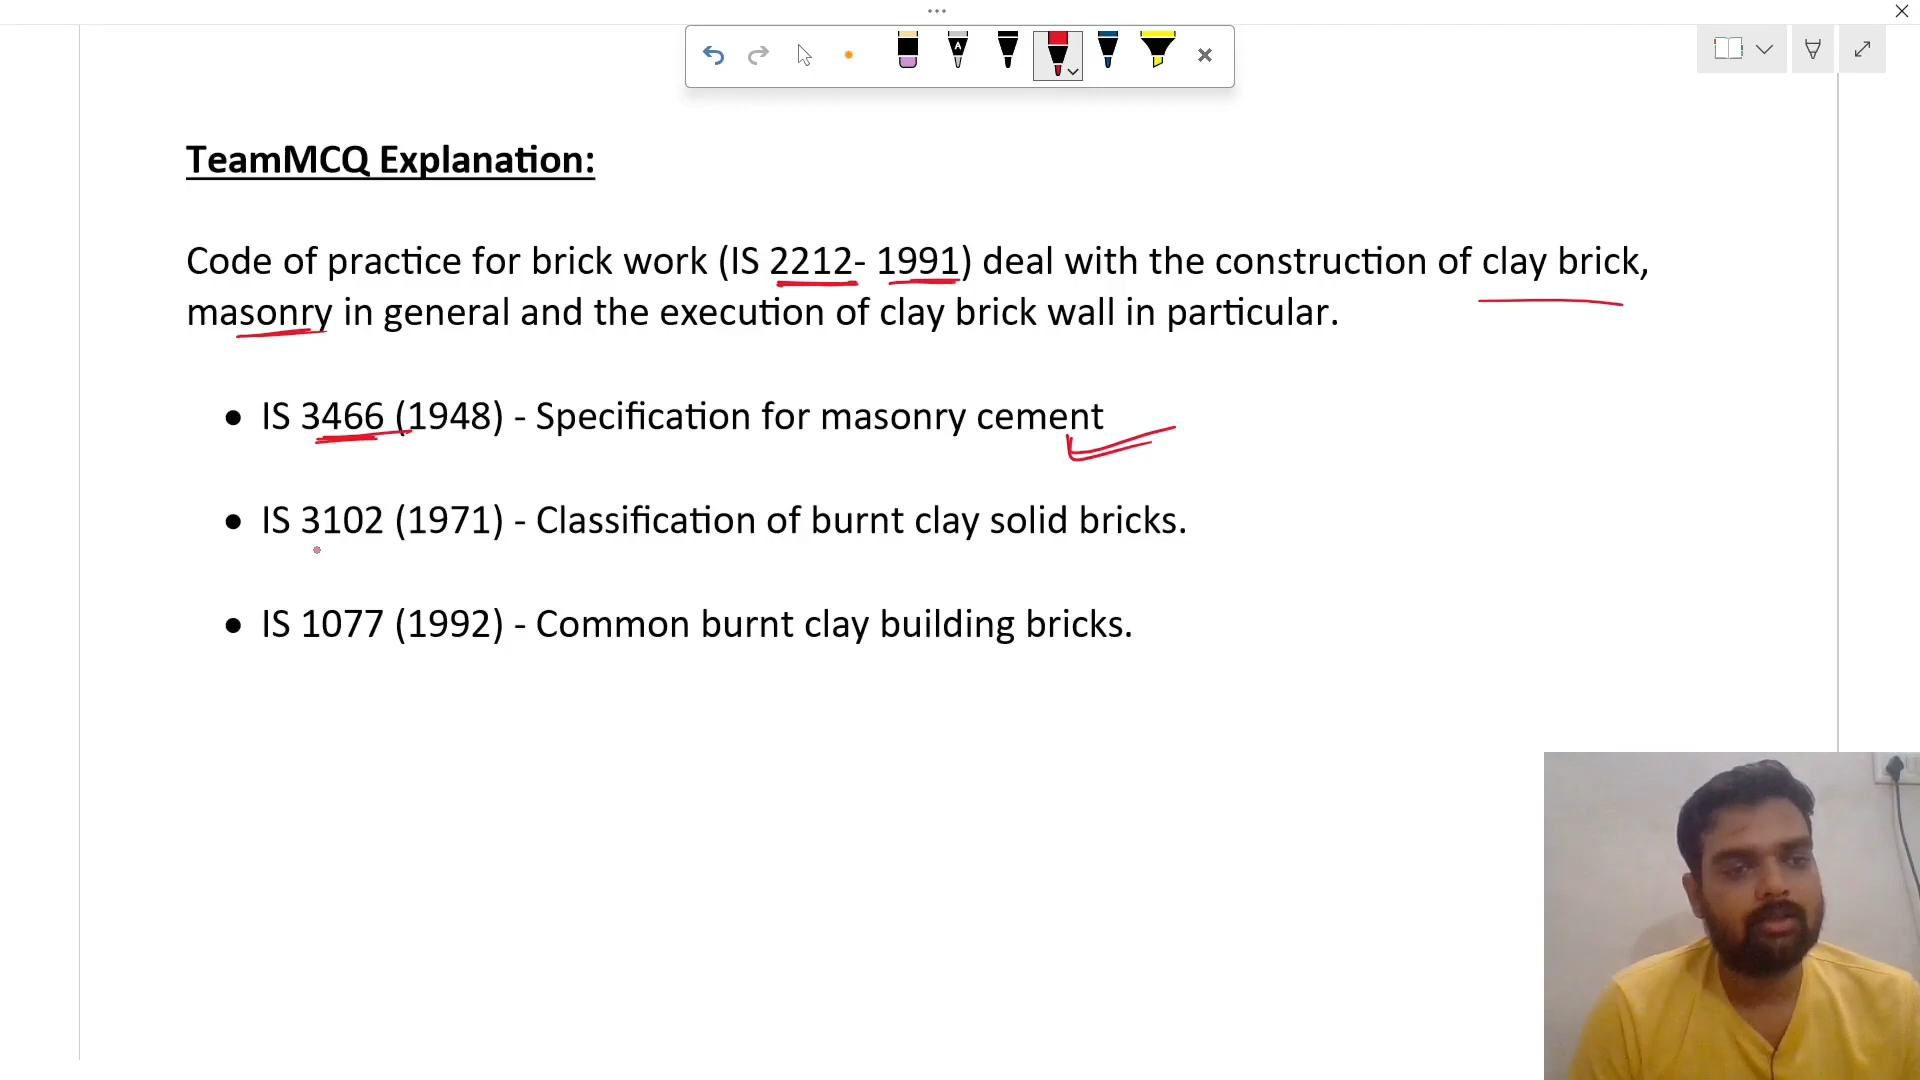 TeamMCQ Explanation:
Code of practice for brick work (IS 2212- 1991) deal with the construction of clay brick,
masonry in general and the execution of clay brick wall in particular.
• IS 3466 (1948) - Specification for masonry cement
• IS 3102 (1971) - Classification of burnt clay solid bricks.
• IS 1077 (1992) - Common burnt clay building bricks.